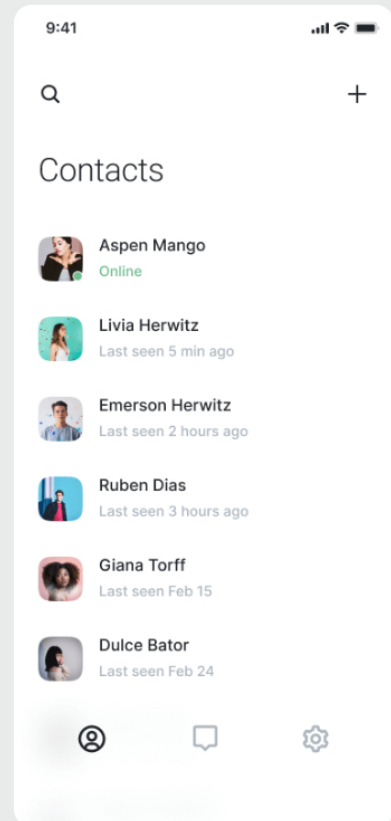 9:41
Contacts
Aspen Mango
Online
Livia Herwitz
Last seen 5 min ago
Emerson Herwitz
Last seen 2 hours ago
Ruben Dias
Last seen 3 hours ago
Giana Torff
Last seen Feb 15
Dulce Bator
Last seen Feb 24